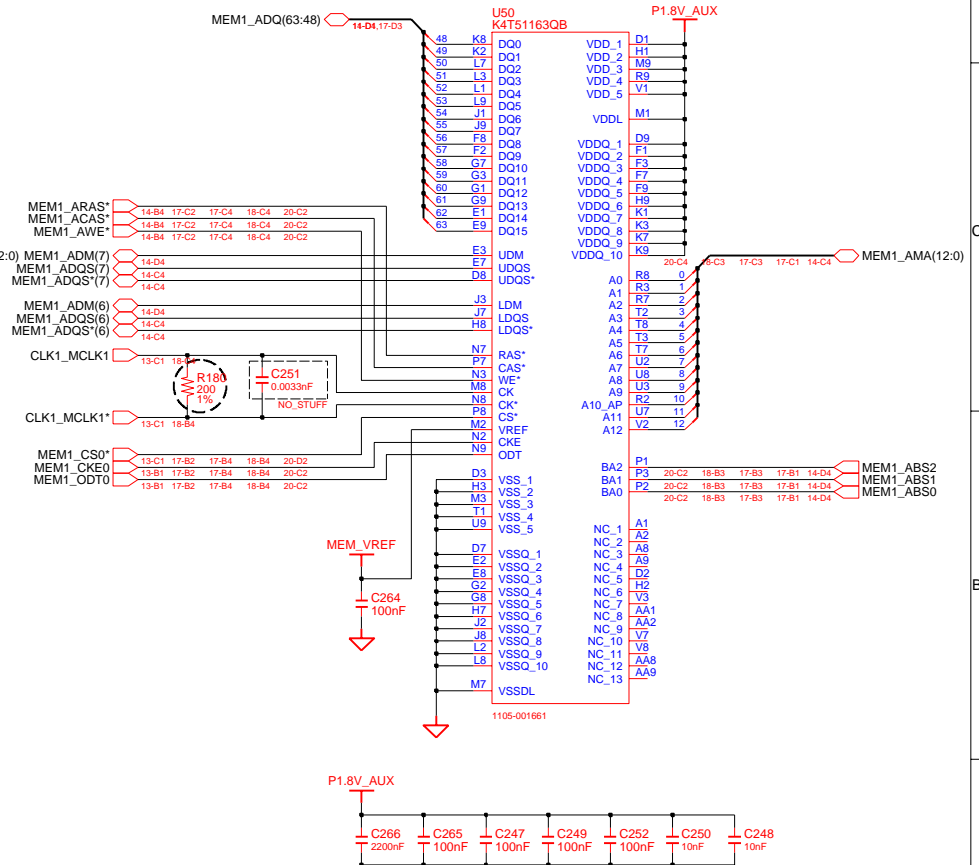 U50
K4T51163QB
P1.8V_AUX
MEM1_ADQ(63:48)
14-D4,17-D3
48 K8 DQ0 VDD_1 D1
49 K2 DQ1 VDD_2 H1
50 L7 DQ2 VDD_3 M9
51 L3 DQ3 VDD_4 R9
52 L1 DQ4 VDD_5 V1
53 L9 DQ5
54 J1 DQ6 VDDL M1
55 J9 DQ7
56 F8 DQ8 VDDQ_1 D9
57 F2 DQ9 VDDQ_2 F1
58 G7 DQ10 VDDQ_3 F3
59 G3 DQ11 VDDQ_4 F7
60 G1 DQ12 VDDQ_5 F9
61 G9 DQ13 VDDQ_6 H9
62 E1 DQ14 VDDQ_7 K1
63 E9 DQ15 VDDQ_8 K3
VDDQ_9 K7
VDDQ_10 K9
MEM1_ARAS*
14-B4 17-C2 17-C4 18-C4 20-C2
MEM1_ACAS*
14-B4 17-C2 17-C4 18-C4 20-C2
MEM1_AWE*
14-B4 17-C2 17-C4 18-C4 20-C2
C
2:0) MEM1_ADM(7) E3 UDM
14-D4
MEM1_ADQS(7) E7 UDQS
14-C4
MEM1_ADQS*(7) D8 UDQS*
14-C4
20-C4 18-C3 17-C3 17-C1 14-C4
MEM1_AMA(12:0)
A0 R8 0
A1 R3 1
A2 R7 2
A3 T2 3
A4 T8 4
A5 T3 5
A6 T7 6
A7 U2 7
A8 U8 8
A9 U3 9
A10_AP R2 10
A11 U7 11
A12 V2 12
MEM1_ADM(6) J3 LDM
14-D4
MEM1_ADQS(6) J7 LDQS
14-C4
MEM1_ADQS*(6) H8 LDQS*
14-C4
CLK1_MCLK1
13-C1 18-C4
R180
200
1%
C251
0.0033nF
NO_STUFF
CLK1_MCLK1*
13-C1 18-B4
N7 RAS*
P7 CAS*
N3 WE*
M8 CK
N8 CK*
P8 CS*
M2 VREF
N2 CKE
N9 ODT
MEM1_CS0*
13-C1 17-B2 17-B4 18-B4 20-D2
MEM1_CKE0
13-B1 17-B2 17-B4 18-B4 20-C2
MEM1_ODT0
13-B1 17-B2 17-B4 18-B4 20-C2
BA2 P1 MEM1_ABS2
20-C2 18-B3 17-B3 17-B1 14-D4
BA1 P3 MEM1_ABS1
20-C2 18-B3 17-B3 17-B1 14-D4
BA0 P2 MEM1_ABS0
20-C2 18-B3 17-B3 17-B1 14-D4
D3 VSS_1
H3 VSS_2
M3 VSS_3
T1 VSS_4
U9 VSS_5
NC_1 A1
NC_2 A2
NC_3 A8
NC_4 A9
NC_5 D2
NC_6 H2
NC_7 V3
NC_8 AA1
NC_9 AA2
NC_10 V7
NC_11 V8
NC_12 AA8
NC_13 AA9
D7 VSSQ_1
E2 VSSQ_2
E8 VSSQ_3
G2 VSSQ_4
G8 VSSQ_5
H7 VSSQ_6
J2 VSSQ_7
J8 VSSQ_8
L2 VSSQ_9
L8 VSSQ_10
M7 VSSDL
B
MEM_VREF
C264
100nF
1105-001661
P1.8V_AUX
C266 C265 C247 C249 C252 C250 C248
2200nF 100nF 100nF 100nF 100nF 10nF 10nF